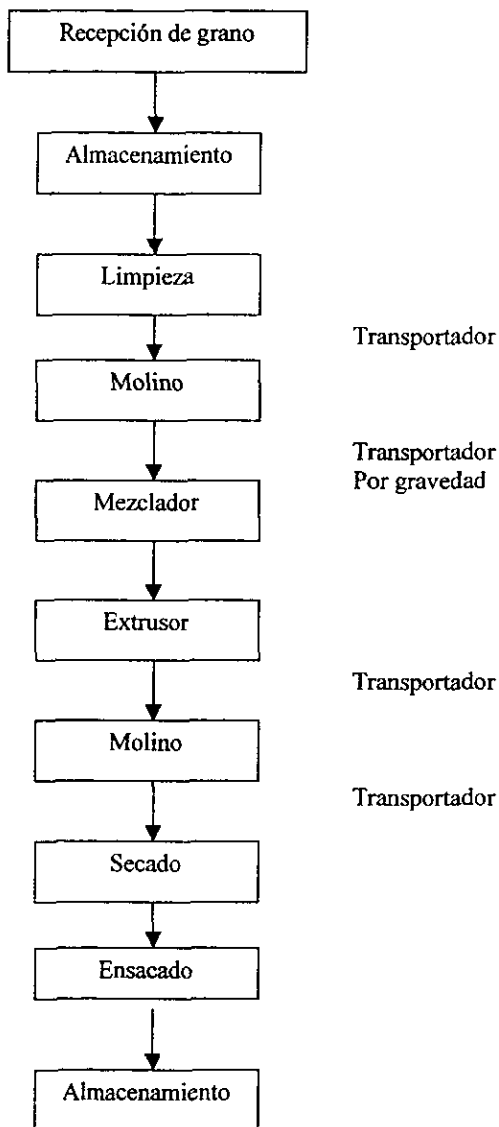 Recepción de grano
Almacenamiento
Limpieza
Transportador
Molino
Transportador
Por gravedad
Mezclador
Extrusor
Transportador
Molino
Transportador
Secado
Ensacado
Almacenamiento